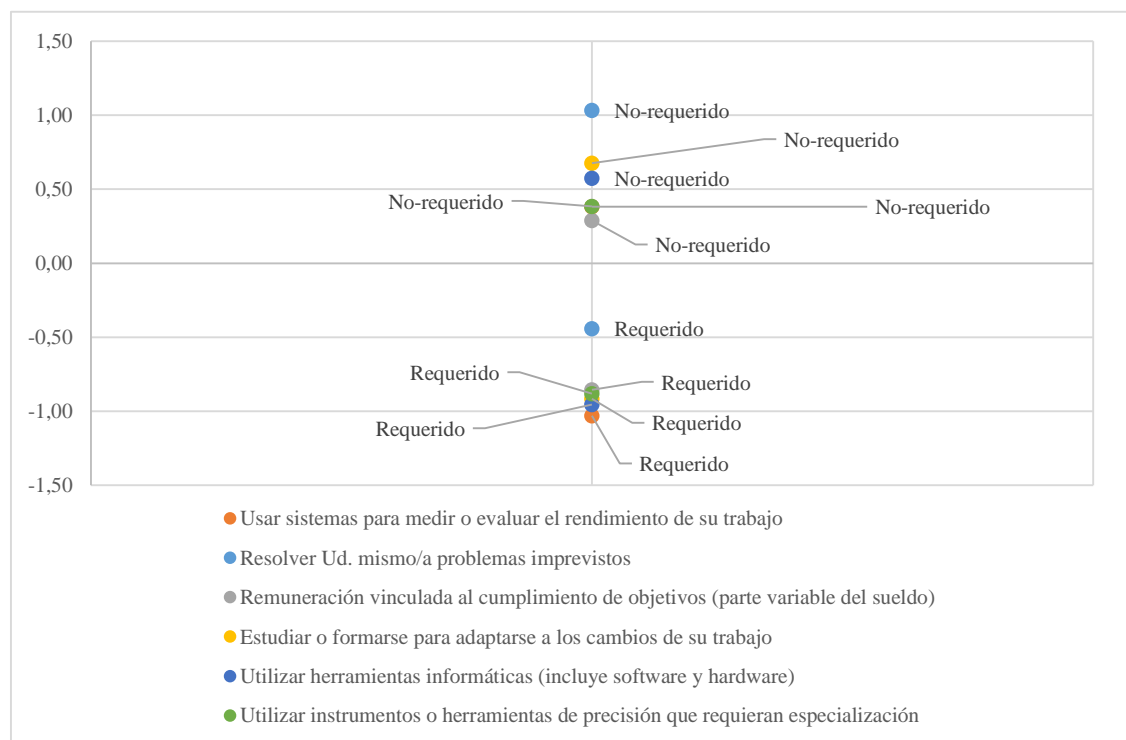 1,50
1,00
No-requerido
No-requerido
0,50
No-requerido
No-requerido
No-requerido
No-requerido
0,00
-0,50
Requerido
Requerido
Requerido
-1,00
Requerido
Requerido
Requerido
-1,50
Usar sistemas para medir o evaluar el rendimiento de su trabajo
Resolver Ud. mismo/a problemas imprevistos
Remuneración vinculada al cumplimiento de objetivos (parte variable del sueldo)
Estudiar o formarse para adaptarse a los cambios de su trabajo
Utilizar herramientas informáticas (incluye software y hardware)
Utilizar instrumentos o herramientas de precisión que requieran especialización